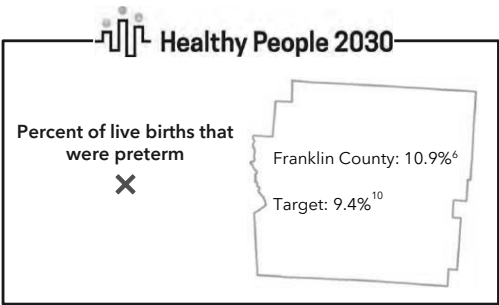 Healthy People 2030
Percent of live births that
were preterm
Franklin County: 10.9%⁶
Target: 9.4%¹⁰